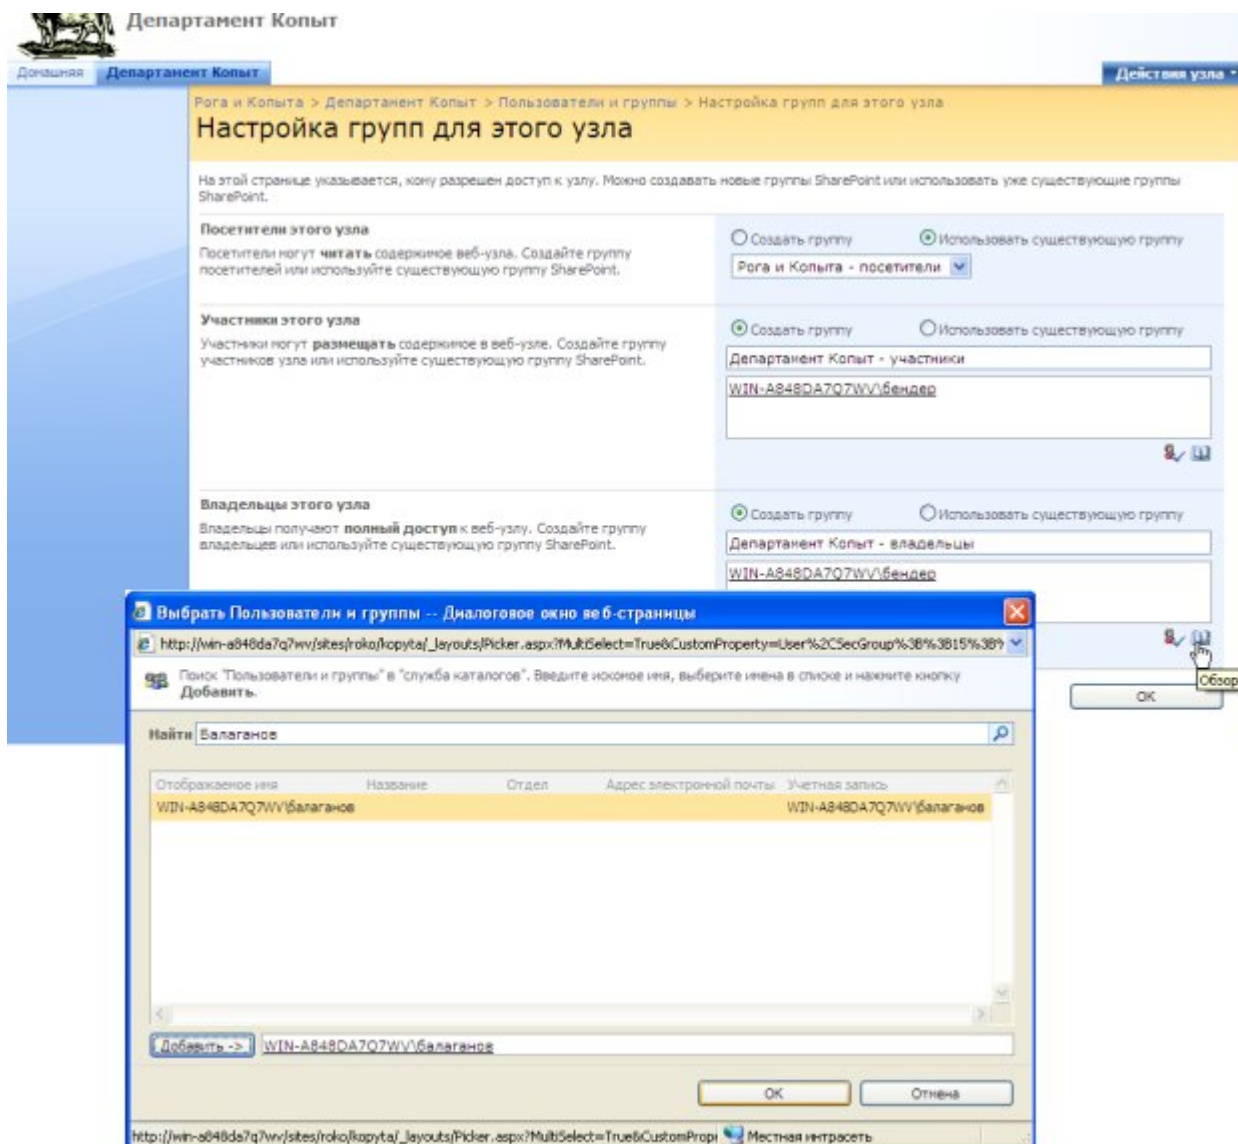 Департамент Копыт
Домашняя Департамент Копыт Действия узла
Рога и Копыта > Департамент Копыт > Пользователи и группы > Настройка групп для этого узла
Настройка групп для этого узла
На этой странице указывается, кому разрешен доступ к узлу. Можно создавать новые группы SharePoint или использовать уже существующие группы
SharePoint.
Посетители этого узла
Посетители могут читать содержимое веб-узла. Создайте группу
посетителей или используйте существующую группу SharePoint.
Создать группу Использовать существующую группу
Рога и Копыта - посетители
Участники этого узла
Участники могут размещать содержимое в веб-узле. Создайте группу
участников узла или используйте существующую группу SharePoint.
Создать группу Использовать существующую группу
Департамент Копыт - участники
WIN-A848DA7Q7WV\бендер
Владельцы этого узла
Владельцы получают полный доступ к веб-узлу. Создайте группу
владельцев или используйте существующую группу SharePoint.
Создать группу Использовать существующую группу
Департамент Копыт - владельцы
WIN-A848DA7Q7WV\бендер
Обзор
OK
Выбрать Пользователи и группы -- Диалоговое окно веб-страницы
http://win-a848da7q7wv/sites/roko/kopyta/_layouts/Picker.aspx?MultiSelect=True&CustomProperty=User%2CSecGroup%3B%3B15%3B%
Поиск "Пользователи и группы" в "служба каталогов". Введите искомое имя, выберите имена в списке и нажмите кнопку
Добавить.
Найти Балаганов
Отображаемое имя Название Отдел Адрес электронной почты Учетная запись
WIN-A848DA7Q7WV\балаганов WIN-A848DA7Q7WV\балаганов
Добавить -> WIN-A848DA7Q7WV\балаганов
OK Отмена
http://win-a848da7q7wv/sites/roko/kopyta/_layouts/Picker.aspx?MultiSelect=True&CustomProp Местная интрасеть